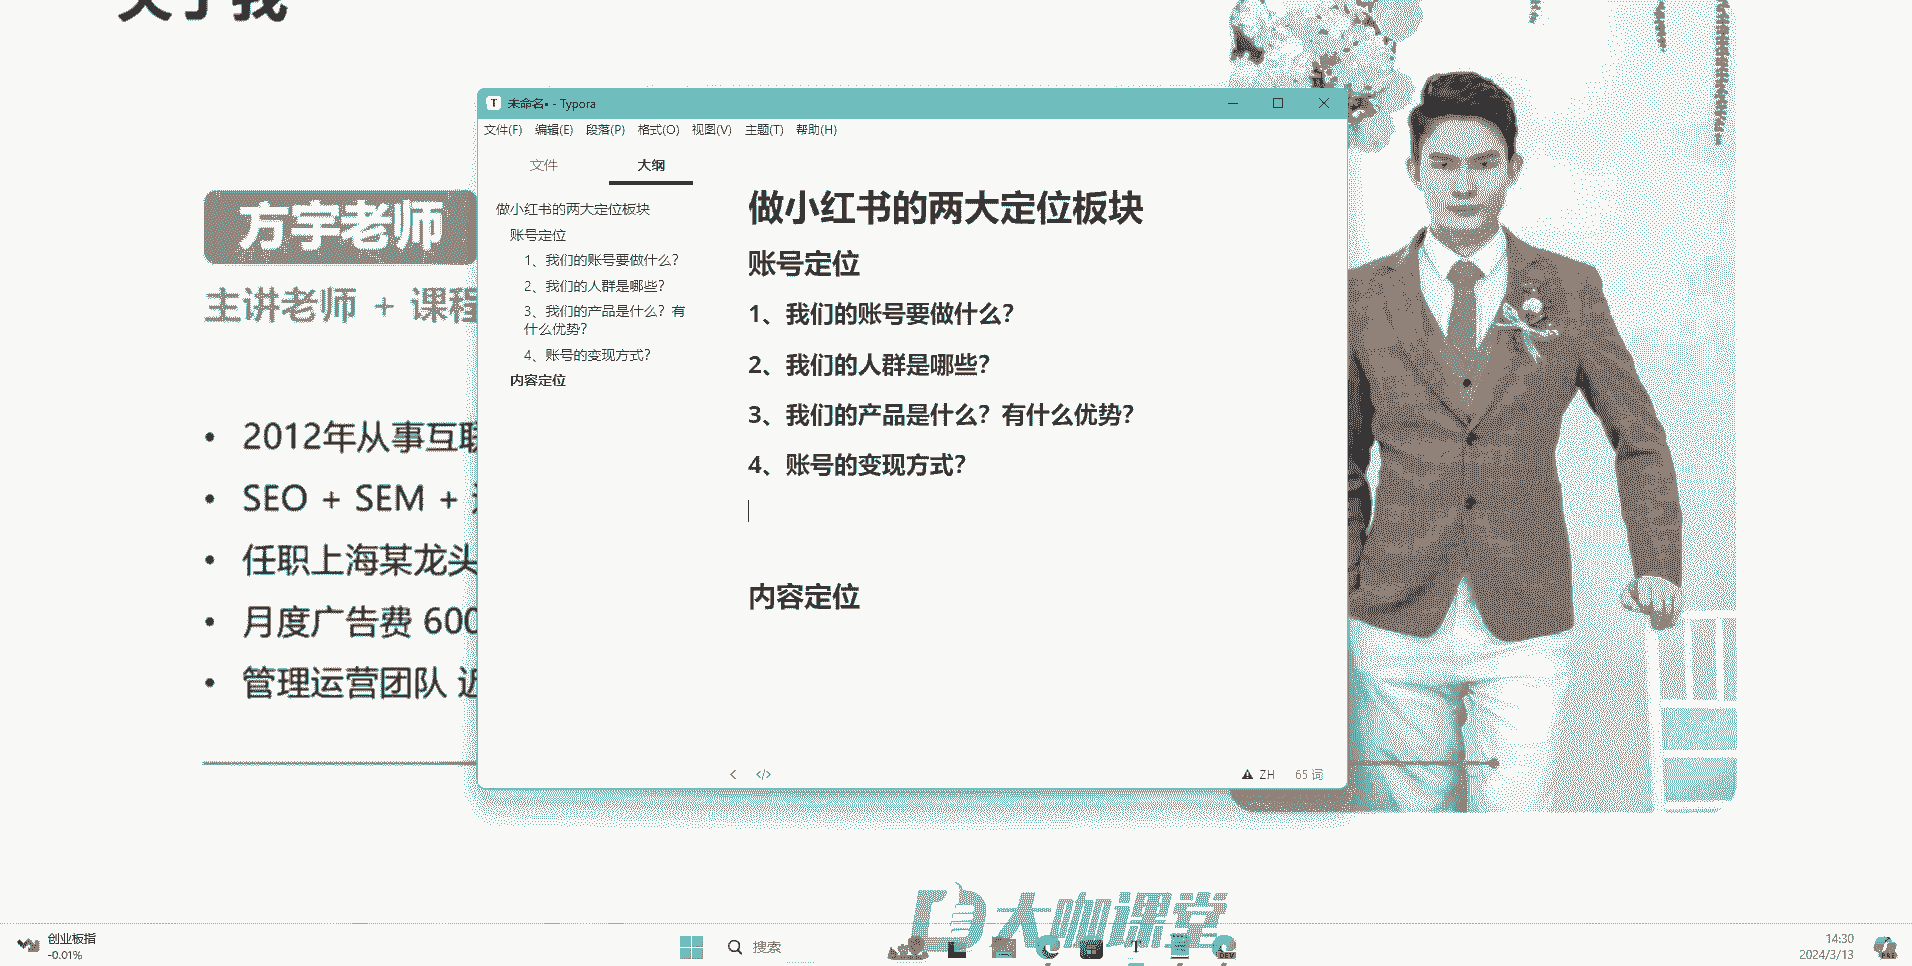 关于我
方宇老师
主讲老师 + 课程
• 2012年从事互联
• SEO + SEM +
• 任职上海某龙头
• 月度广告费 600
• 管理运营团队 近
未命名• - Typora
文件(F) 编辑(E) 段落(P) 格式(O) 视图(V) 主题(T) 帮助(H)
文件 大纲
做小红书的两大定位板块
账号定位
1、我们的账号要做什么?
2、我们的人群是哪些?
3、我们的产品是什么? 有
什么优势?
4、账号的变现方式?
内容定位
做小红书的两大定位板块
账号定位
1、我们的账号要做什么?
2、我们的人群是哪些?
3、我们的产品是什么? 有什么优势?
4、账号的变现方式?
内容定位
</> ZH 65 词
大咖课堂
创业板指
-0.01%
搜索
T
DEV
14:30
2024/3/13
PRE